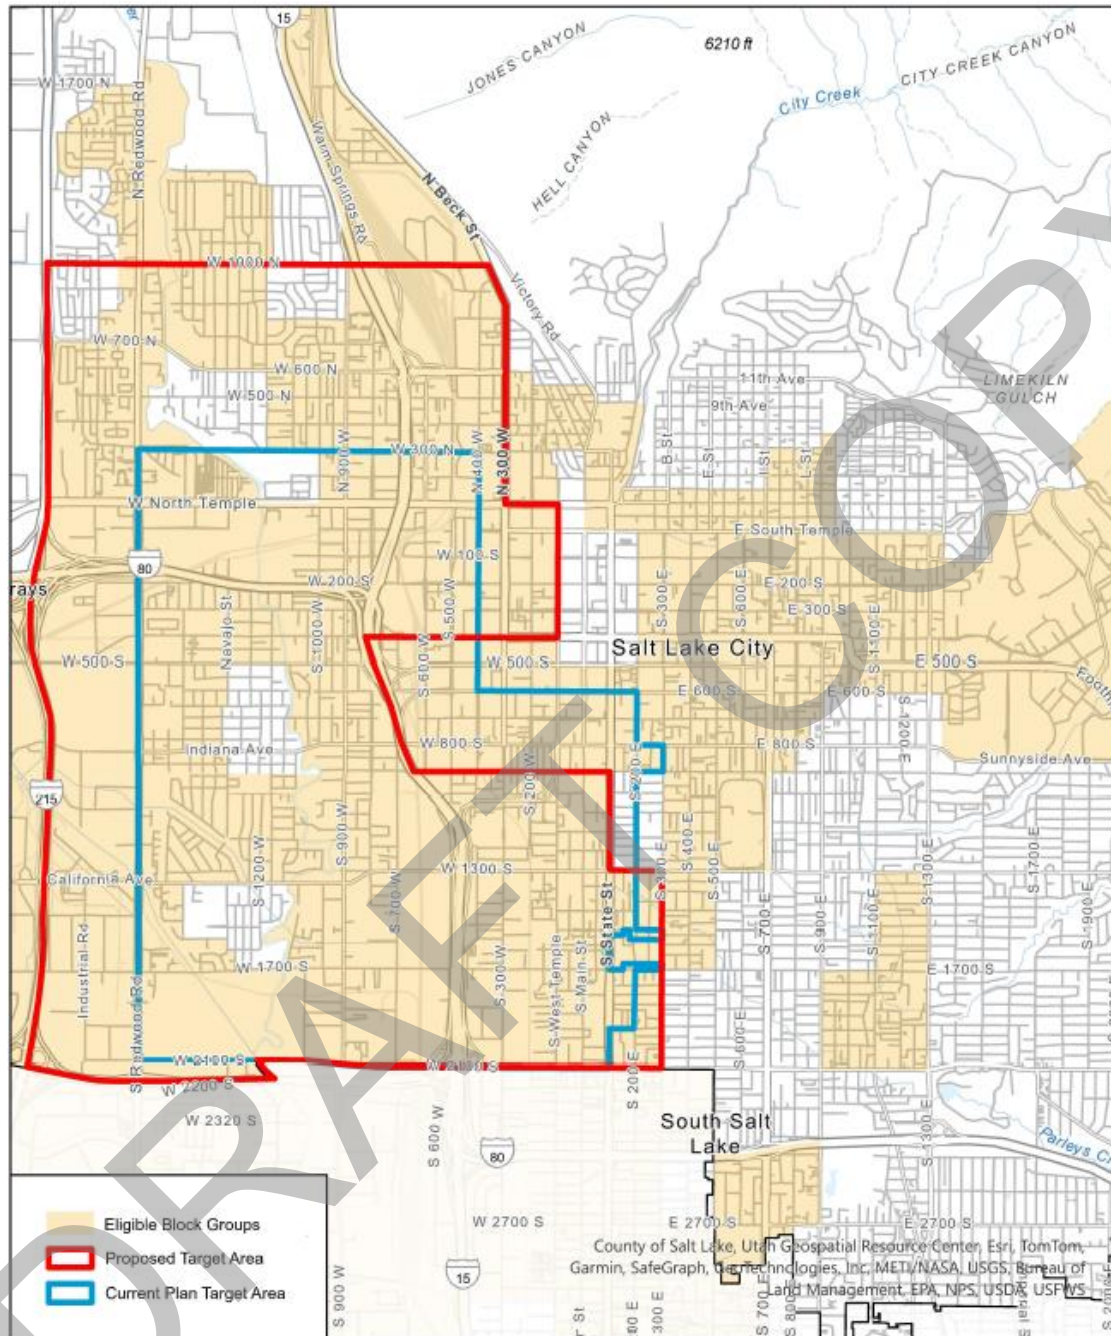 15
JONES CANYON
6210 ft
CITY CREEK CANYON
City Creek
W 1700 N
N Redwood Rd
Warm Springs Rd
HELL CANYON
N Beck St
W 1000 N
Victory Rd
W 700 N
W 600 N
W 500 N
11th Ave
9th Ave
LIMEKILN
GULCH
B St
E St
I St
L St
N 900 W
W 300 N
N 400 W
N 300 W
W North Temple
E South Temple
W 100 S
80
rays
W 200 S
S 300 E
S 600 E
E 200 S
E 300 S
S 1100 E
Navajo St
S 1000 W
S 500 W
S 600 W
Salt Lake City
W 500 S
W 500 S
E 500 S
E 600 S
E 600 S
S 1200 E
Indiana Ave
W 800 S
S 200 W
S 200 E
E 800 S
Sunnyside Ave
215
S 900 W
S 1200 W
S 400 E
S 500 E
S 300 E
W 1300 S
California Ave
S 700 W
S 1300 E
S 1700 E
S 1900 E
S 700 E
S 900 E
S 1100 E
Industrial Rd
S State St
S 300 W
S West Temple
S Main St
W 1700 S
E 1700 S
S Redwood Rd
S 600 E
W 2100 S
W 2100 S
W 2200 S
S 200 E
W 2320 S
S 600 W
South Salt
Lake
S 1300 E
80
W 2700 S
E 2700 S
E 2700 S
15
S 900 W
S 700 E
Eligible Block Groups
Proposed Target Area
Current Plan Target Area
County of Salt Lake, Utah Geospatial Resource Center, Esri, TomTom,
Garmin, SafeGraph, GeoTechnologies, Inc, METI/NASA, USGS, Bureau of
Land Management, EPA, NPS, USDA, USFWS
DRAFT COPY